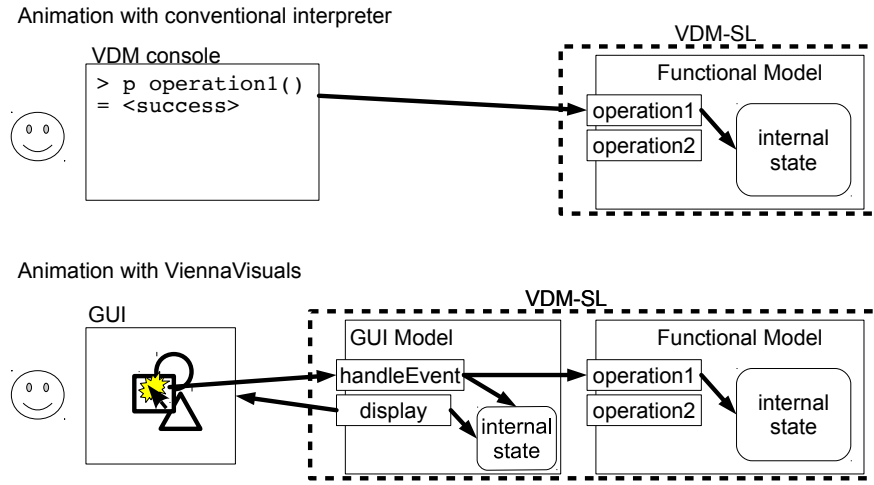 Animation with conventional interpreter
VDM console
> p operation1()
= <success>
VDM-SL
Functional Model
operation1
operation2
internal
state
Animation with ViennaVisuals
GUI
VDM-SL
GUI Model
handleEvent
display
internal
state
Functional Model
operation1
operation2
internal
state